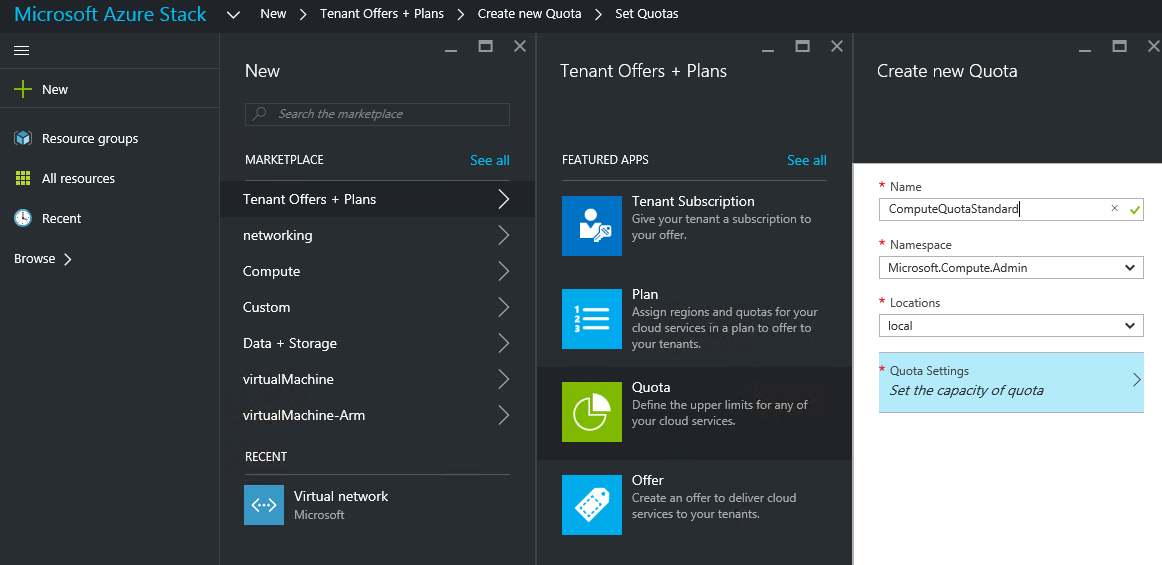 Microsoft Azure Stack New Tenant Offers + Plans Create new Quota Set Quotas
New
Resource groups
All resources
Recent
Browse
New
Search the marketplace
MARKETPLACE See all
Tenant Offers + Plans
networking
Compute
Custom
Data + Storage
virtualMachine
virtualMachine-Arm
RECENT
Virtual network
Microsoft
Tenant Offers + Plans
FEATURED APPS See all
Tenant Subscription
Give your tenant a subscription to
your offer.
1
2
3
Plan
Assign regions and quotas for your
cloud services in a plan to offer to
your tenants.
Quota
Define the upper limits for any of
your cloud services.
Offer
Create an offer to deliver cloud
services to your tenants.
Create new Quota
* Name
ComputeQuotaStandard
* Namespace
Microsoft.Compute.Admin
* Locations
local
* Quota Settings
Set the capacity of quota